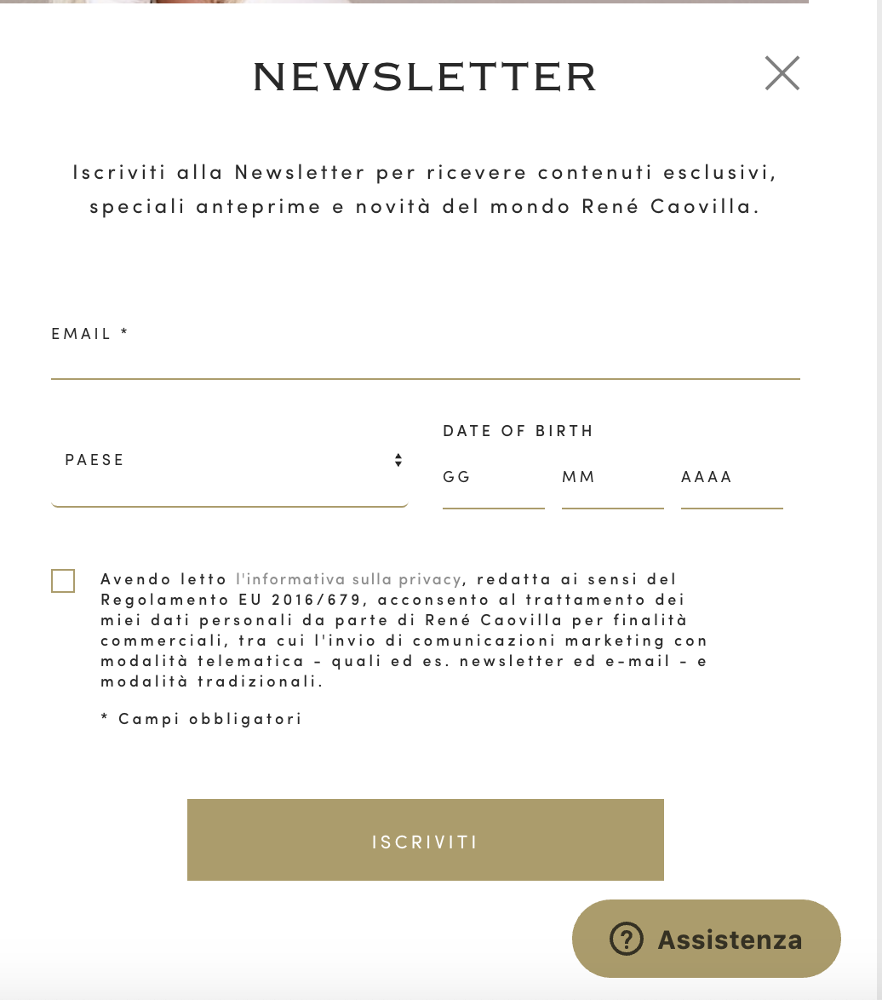 NEWSLETTER
Iscriviti alla Newsletter per ricevere contenuti esclusivi,
speciali anteprime e novità del mondo René Caovilla.
EMAIL *
PAESE
DATE OF BIRTH
GG MM AAAA
Avendo letto l'informativa sulla privacy, redatta ai sensi del
Regolamento EU 2016/679, acconsento al trattamento dei
miei dati personali da parte di René Caovilla per finalità
commerciali, tra cui l'invio di comunicazioni marketing con
modalità telematica - quali ed es. newsletter ed e-mail - e
modalità tradizionali.
* Campi obbligatori
ISCRIVITI
Assistenza